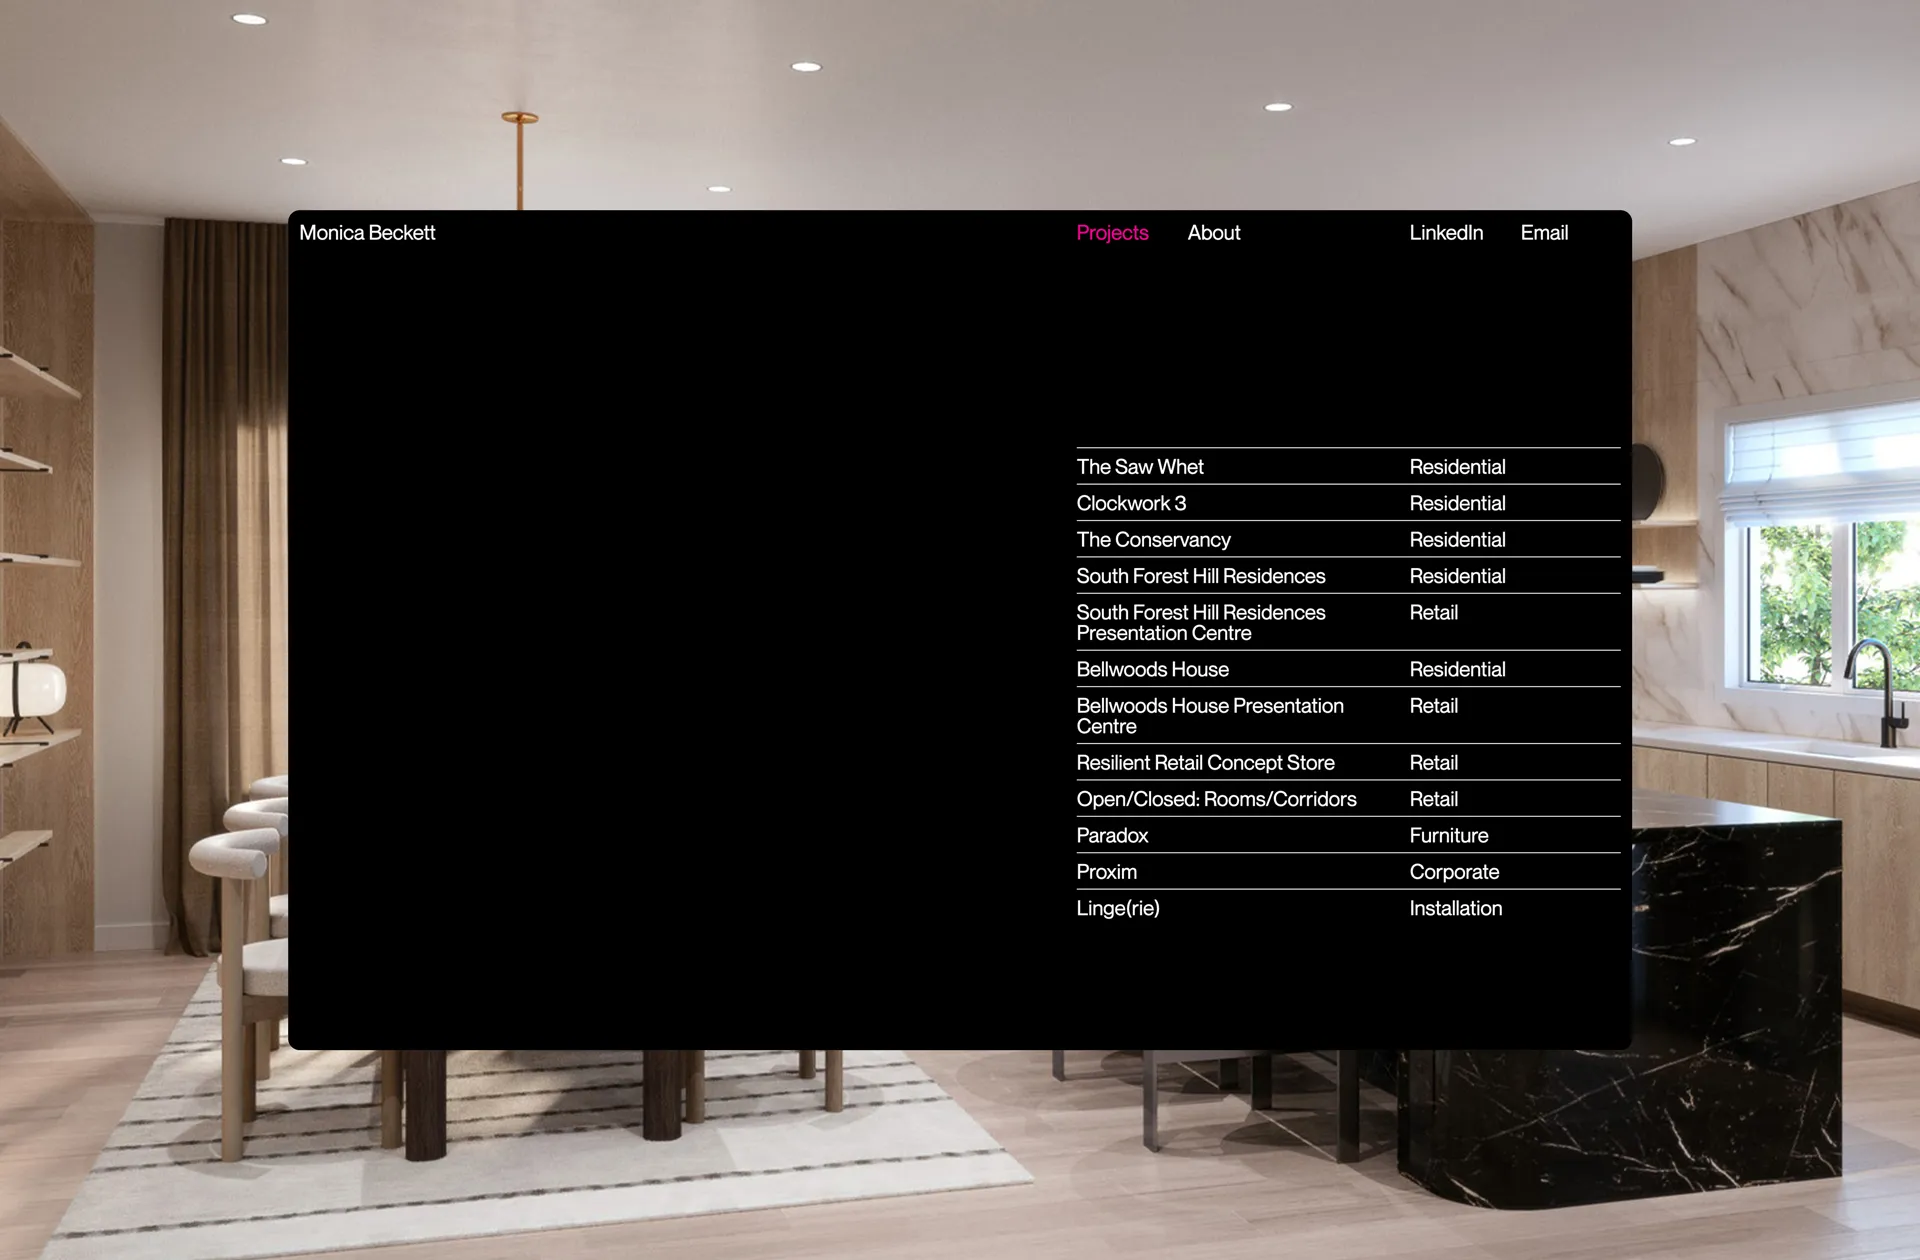 Monica Beckett
Projects About LinkedIn Email
The Saw Whet Residential
Clockwork 3 Residential
The Conservancy Residential
South Forest Hill Residences Residential
South Forest Hill Residences Retail
Presentation Centre
Bellwoods House Residential
Bellwoods House Presentation Retail
Centre
Resilient Retail Concept Store Retail
Open/Closed: Rooms/Corridors Retail
Paradox Furniture
Proxim Corporate
Linge(rie) Installation